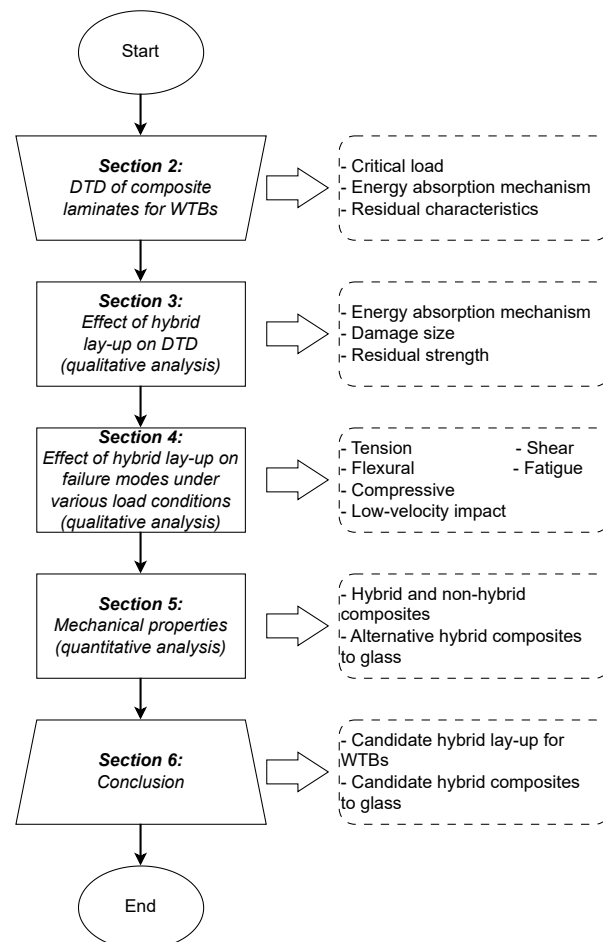 Start
Section 2:
DTD of composite
laminates for WTBs
- Critical load
- Energy absorption mechanism
- Residual characteristics
Section 3:
Effect of hybrid
lay-up on DTD
(qualitative analysis)
- Energy absorption mechanism
- Damage size
- Residual strength
Section 4:
Effect of hybrid lay-up on
failure modes under
various load conditions
(qualitative analysis)
- Tension - Shear
- Flexural - Fatigue
- Compressive
- Low-velocity impact
Section 5:
Mechanical properties
(quantitative analysis)
- Hybrid and non-hybrid
composites
- Alternative hybrid composites
to glass
Section 6:
Conclusion
- Candidate hybrid lay-up for
WTBs
- Candidate hybrid composites
to glass
End